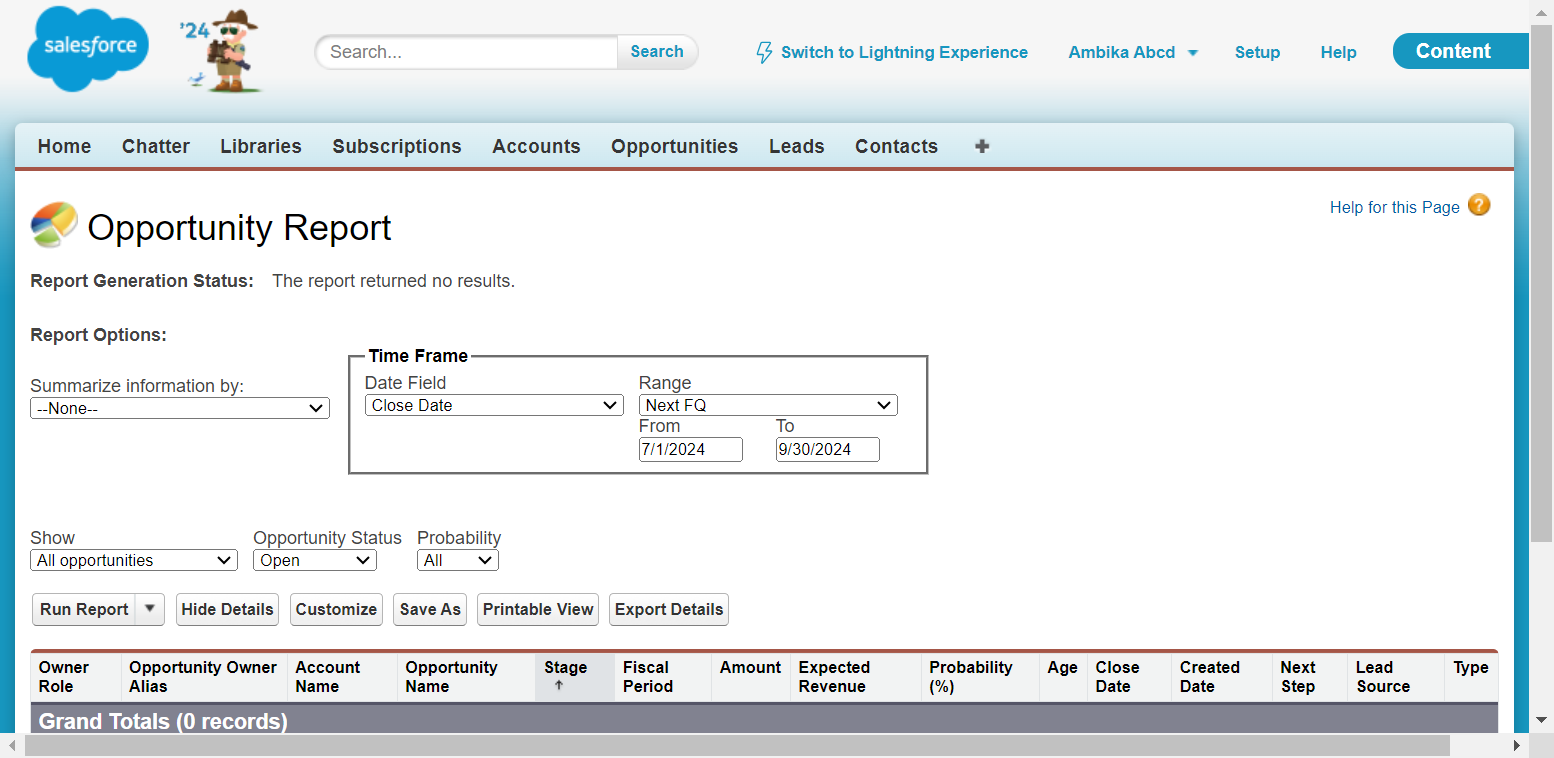 salesforce
'24
Search...
Search
Switch to Lightning Experience
Ambika Abcd
Setup
Help
Content
Home
Chatter
Libraries
Subscriptions
Accounts
Opportunities
Leads
Contacts
Help for this Page
?
Opportunity Report
Report Generation Status: The report returned no results.
Report Options:
Time Frame
Summarize information by:
--None--
Date Field
Close Date
Range
Next FQ
From
7/1/2024
To
9/30/2024
Show
All opportunities
Opportunity Status
Open
Probability
All
Run Report
Hide Details
Customize
Save As
Printable View
Export Details
Owner
Role
Opportunity Owner
Alias
Account
Name
Opportunity
Name
Stage
Fiscal
Period
Amount
Expected
Revenue
Probability
(%)
Age
Close
Date
Created
Date
Next
Step
Lead
Source
Type
Grand Totals (0 records)